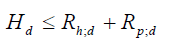 H_d ≤ R_{h;d} + R_{p;d}